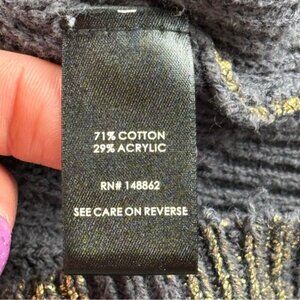 71% COTTON
29% ACRYLIC
RN# 148862
SEE CARE ON REVERSE